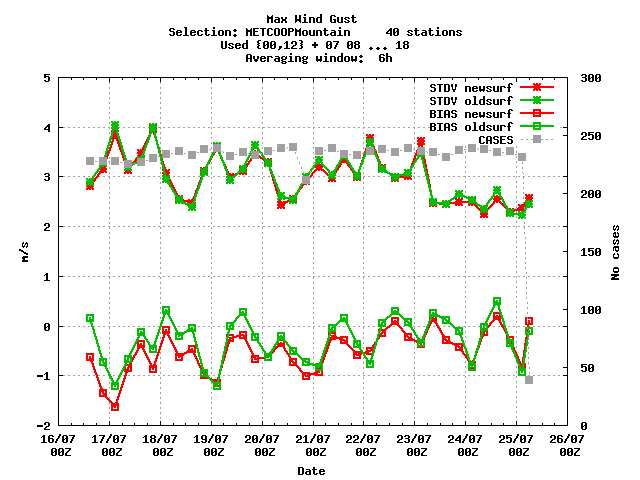 Max Wind Gust
Selection: METCOOPMountain     40 stations
Used {00,12} + 07 08 ... 18
Averaging window:  6h
STDV newsurf
STDV oldsurf
BIAS newsurf
BIAS oldsurf
CASES
5
4
3
2
1
0
-1
-2
m/s
300
250
200
150
100
50
0
No cases
16/07 17/07 18/07 19/07 20/07 21/07 22/07 23/07 24/07 25/07 26/07
00Z 00Z 00Z 00Z 00Z 00Z 00Z 00Z 00Z 00Z 00Z
Date